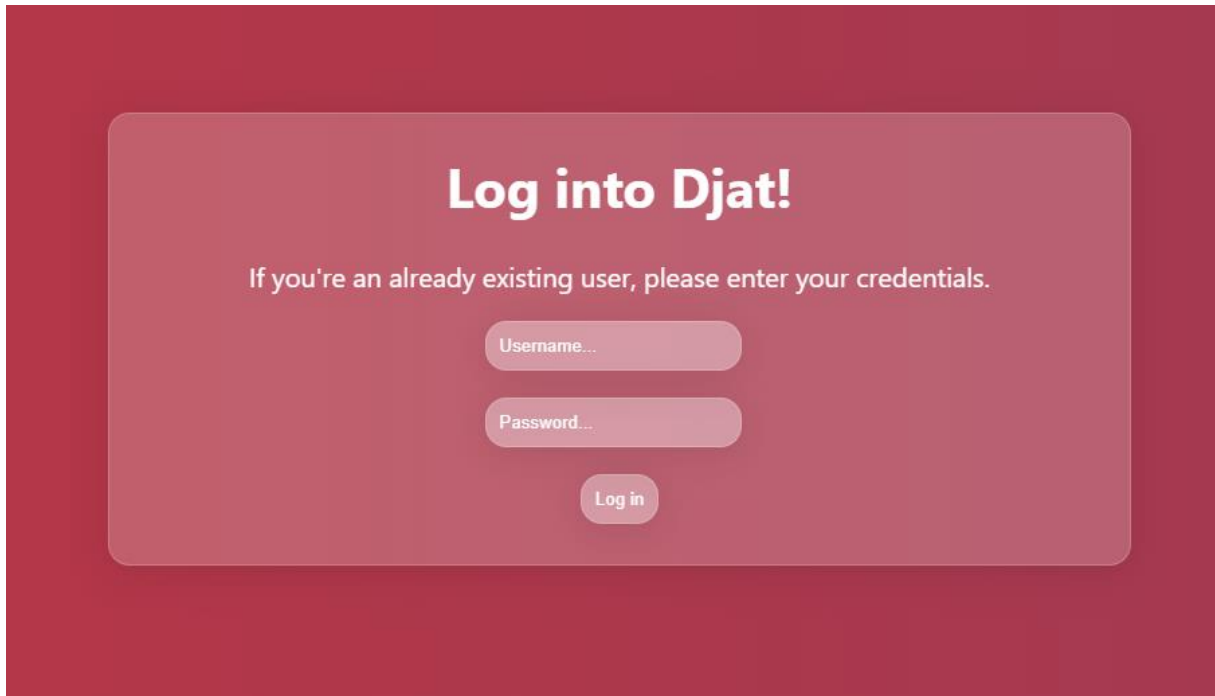 Log into Djat!
If you're an already existing user, please enter your credentials.
Username...
Password...
Log in